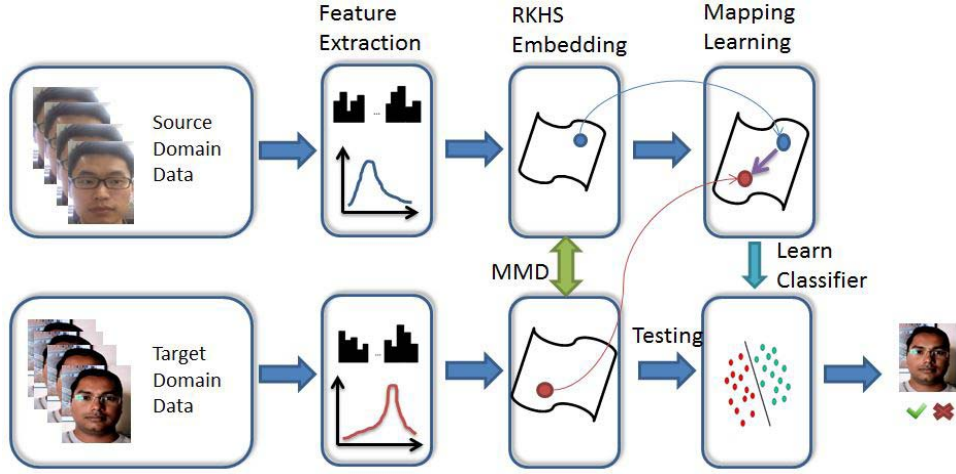 Feature
Extraction
RKHS
Embedding
Mapping
Learning
Source
Domain
Data
...
MMD
Learn
Classifier
Target
Domain
Data
...
Testing